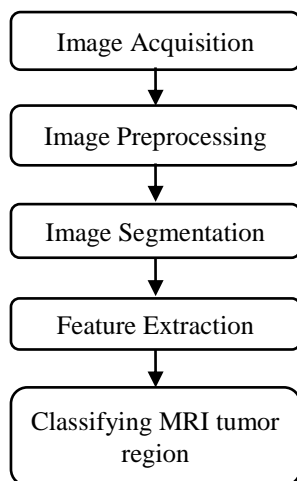 Image Acquisition
Image Preprocessing
Image Segmentation
Feature Extraction
Classifying MRI tumor
region